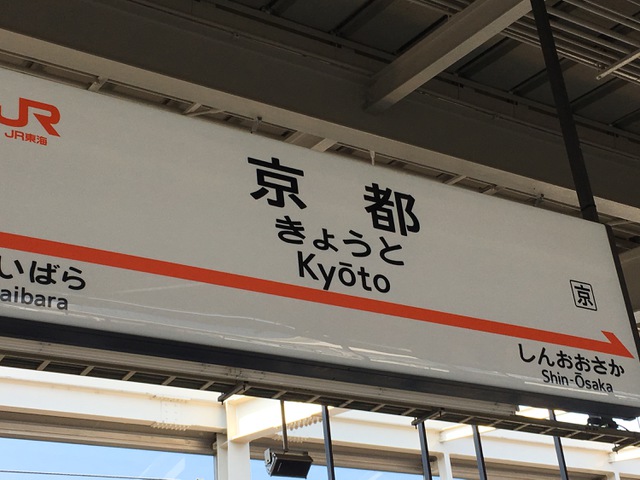 JR
JR東海
京都
きょうと
Kyōto
京
いばら
aibara
しんおおさか
Shin-Ōsaka